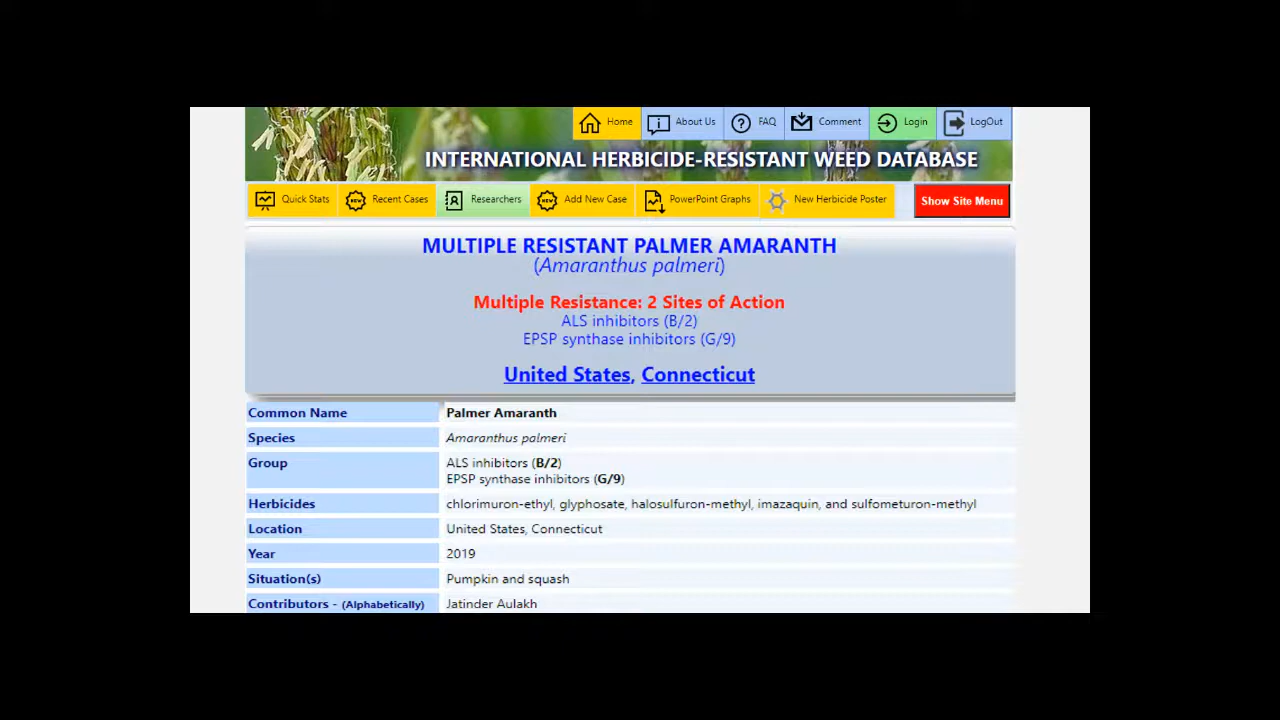 Home About Us FAQ Comment Login LogOut
INTERNATIONAL HERBICIDE-RESISTANT WEED DATABASE
Quick Stats Recent Cases Researchers Add New Case PowerPoint Graphs New Herbicide Poster Show Site Menu
MULTIPLE RESISTANT PALMER AMARANTH
(Amaranthus palmeri)
Multiple Resistance: 2 Sites of Action
ALS inhibitors (B/2)
EPSP synthase inhibitors (G/9)
United States, Connecticut
Common Name Palmer Amaranth
Species Amaranthus palmeri
Group ALS inhibitors (B/2)
EPSP synthase inhibitors (G/9)
Herbicides chlorimuron-ethyl, glyphosate, halosulfuron-methyl, imazaquin, and sulfometuron-methyl
Location United States, Connecticut
Year 2019
Situation(s) Pumpkin and squash
Contributors - (Alphabetically) Jatinder Aulakh